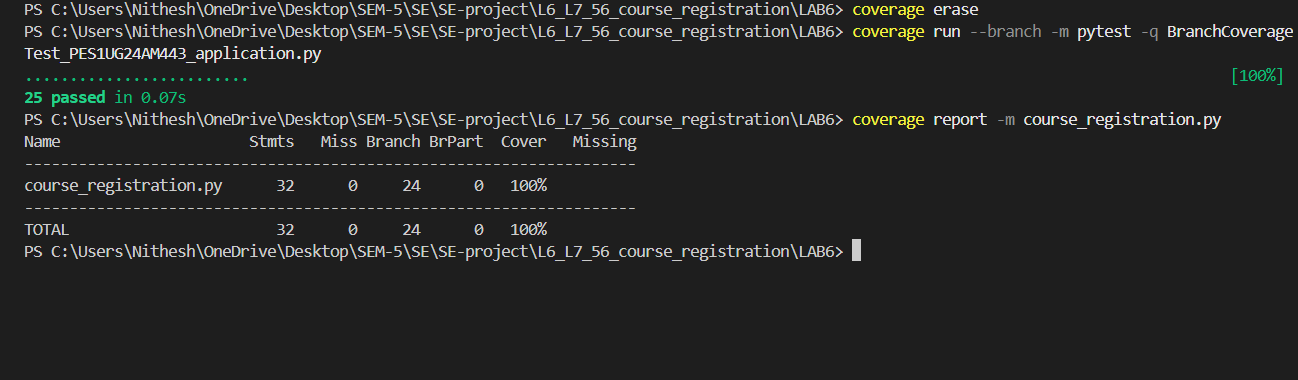 PS C:\Users\Nithesh\OneDrive\Desktop\SEM-5\SE\SE-project\L6_L7_56_course_registration\LAB6> coverage erase
PS C:\Users\Nithesh\OneDrive\Desktop\SEM-5\SE\SE-project\L6_L7_56_course_registration\LAB6> coverage run --branch -m pytest -q BranchCoverage
Test_PES1UG24AM443_application.py
......................... [100%]
25 passed in 0.07s
PS C:\Users\Nithesh\OneDrive\Desktop\SEM-5\SE\SE-project\L6_L7_56_course_registration\LAB6> coverage report -m course_registration.py
Name                     Stmts   Miss Branch BrPart  Cover   Missing
--------------------------------------------------------------------
course_registration.py      32      0     24      0   100%
--------------------------------------------------------------------
TOTAL                       32      0     24      0   100%
PS C:\Users\Nithesh\OneDrive\Desktop\SEM-5\SE\SE-project\L6_L7_56_course_registration\LAB6>